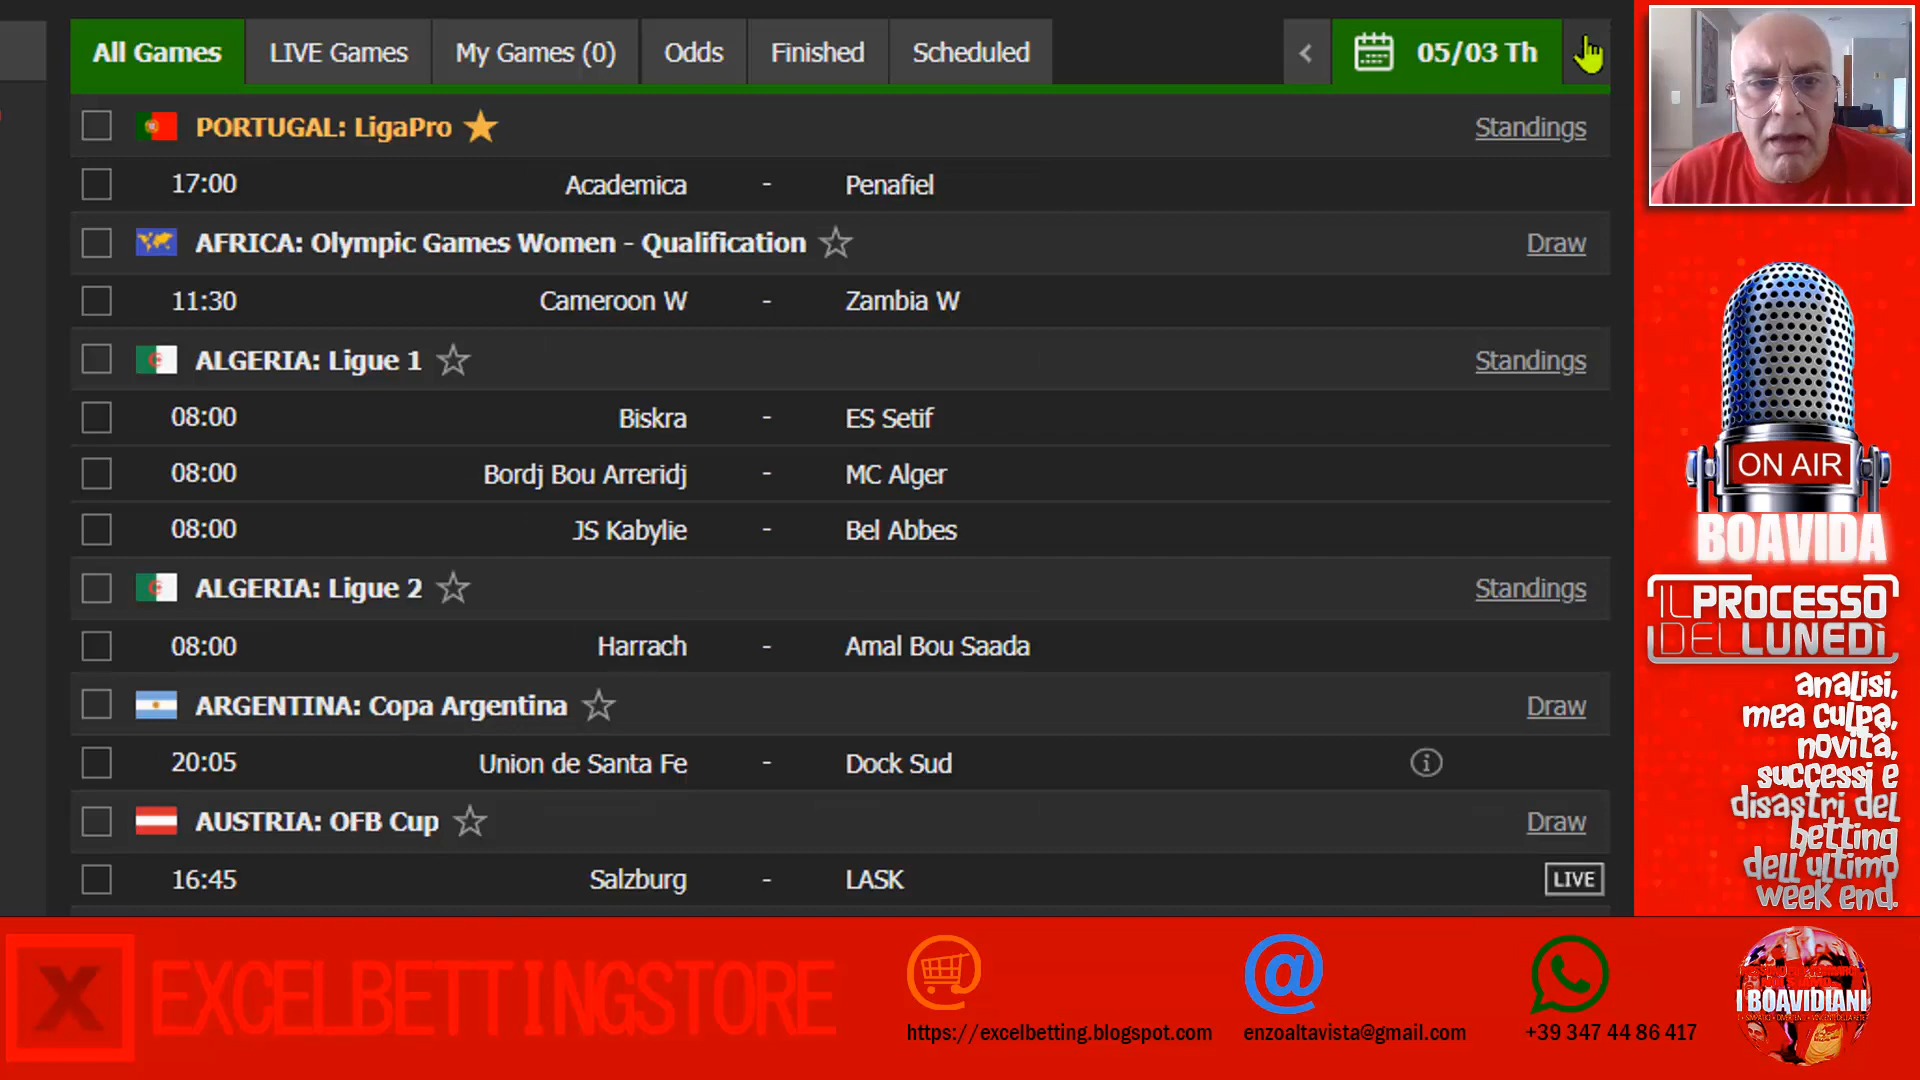 All Games
LIVE Games
My Games (0)
Odds
Finished
Scheduled
05/03 Th
PORTUGAL: LigaPro
Standings
17:00 Academica - Penafiel
AFRICA: Olympic Games Women - Qualification
Draw
11:30 Cameroon W - Zambia W
ALGERIA: Ligue 1
Standings
08:00 Biskra - ES Setif
08:00 Bordj Bou Arreridj - MC Alger
08:00 JS Kabylie - Bel Abbes
ALGERIA: Ligue 2
Standings
08:00 Harrach - Amal Bou Saada
ARGENTINA: Copa Argentina
Draw
20:05 Union de Santa Fe - Dock Sud
AUSTRIA: OFB Cup
Draw
16:45 Salzburg - LASK
LIVE
ON AIR
BOAVIDA
IL PROCESSO
DEL LUNEDÌ
analisi,
mea culpa,
novità,
successi e
disastri del
betting
dell'ultimo
week end.
X EXCELBETTINGSTORE
https://excelbetting.blogspot.com
enzoaltavista@gmail.com
+39 347 44 86 417
I BOAVIDIANI